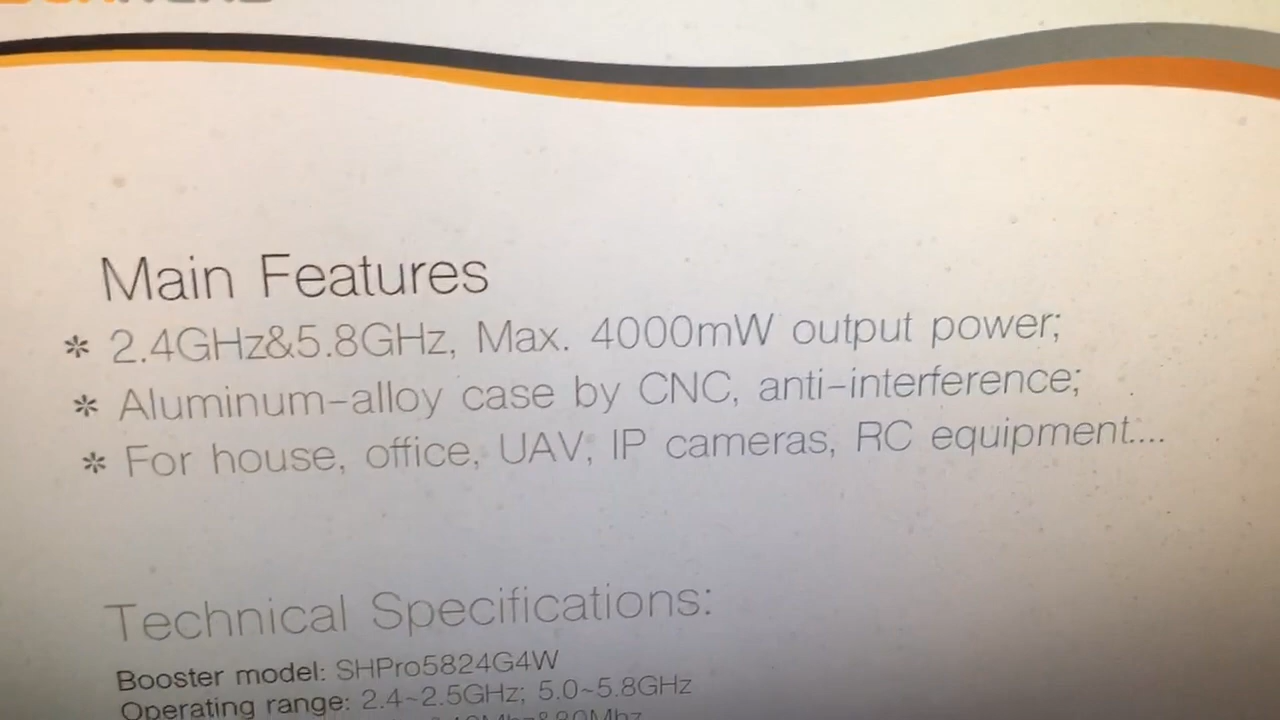 Main Features
* 2.4GHz&5.8GHz, Max. 4000mW output power;
* Aluminum-alloy case by CNC, anti-interference;
* For house, office, UAV, IP cameras, RC equipment....
Technical Specifications:
Booster model: SHPro5824G4W
Operating range: 2.4~2.5GHz; 5.0~5.8GHz